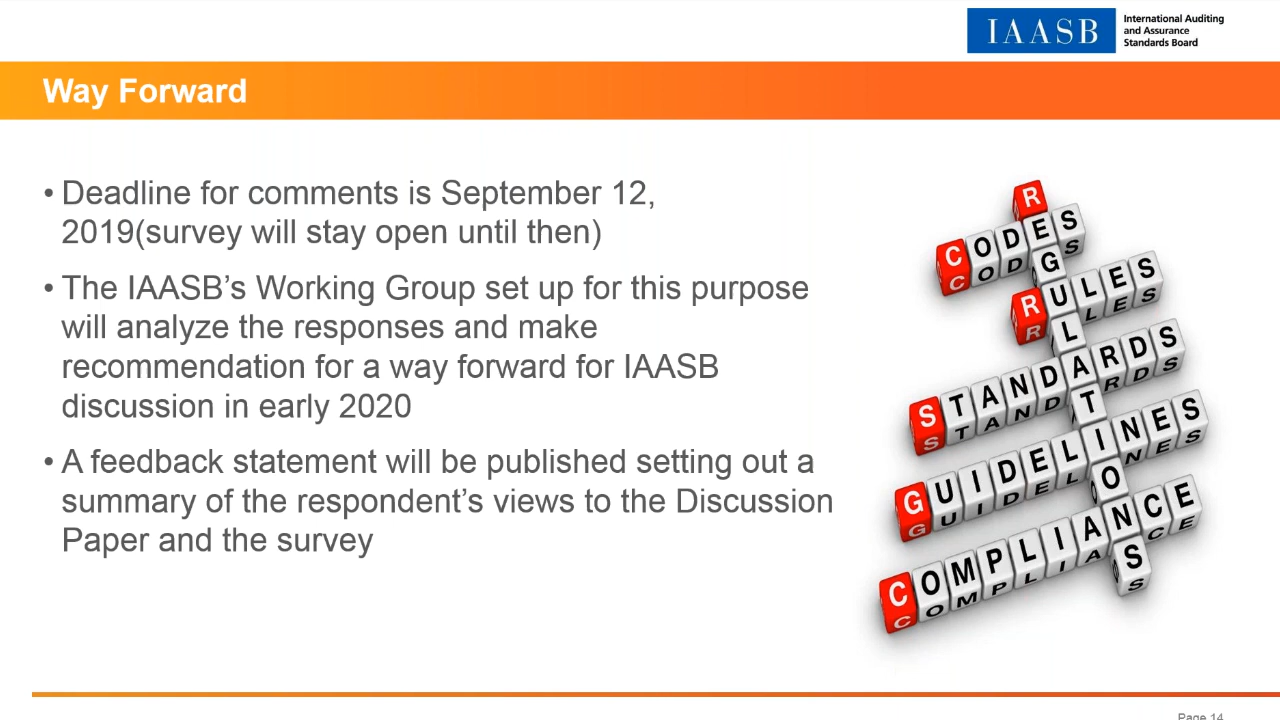 IAASB
International Auditing
and Assurance
Standards Board
Way Forward
• Deadline for comments is September 12,
2019(survey will stay open until then)
• The IAASB’s Working Group set up for this purpose
will analyze the responses and make
recommendation for a way forward for IAASB
discussion in early 2020
• A feedback statement will be published setting out a
summary of the respondent’s views to the Discussion
Paper and the survey
CODES
RULES
STANDARDS
GUIDELINES
COMPLIANCE
REGULATIONS
Page 14